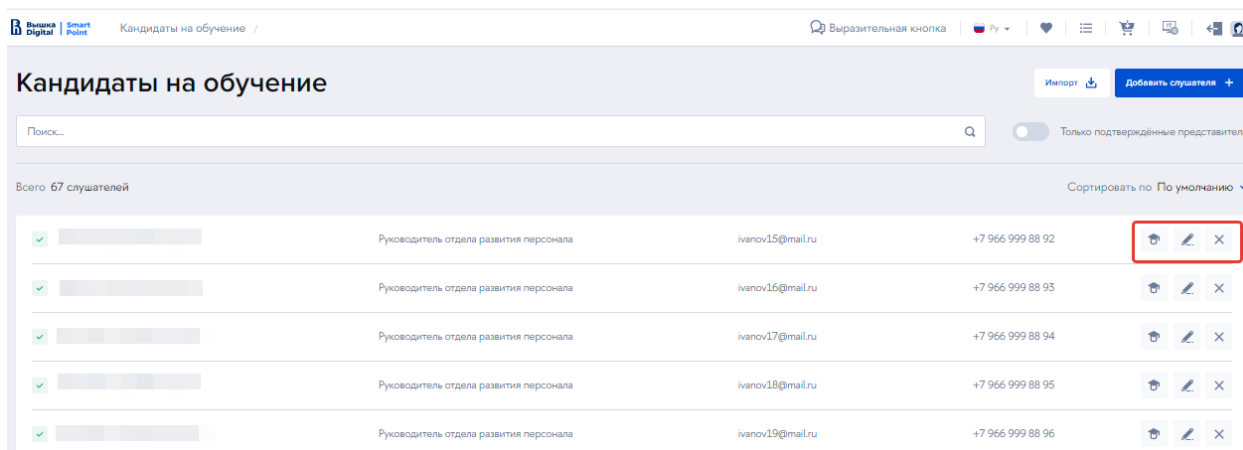 Вышка Digital | Smart Point Кандидаты на обучение / Выразительная кнопка Ру
Кандидаты на обучение
Импорт Добавить слушателя +
Поиск... Только подтверждённые представител
Всего 67 слушателей Сортировать по По умолчанию
Руководитель отдела развития персонала ivanov15@mail.ru +7 966 999 88 92
Руководитель отдела развития персонала ivanov16@mail.ru +7 966 999 88 93
Руководитель отдела развития персонала ivanov17@mail.ru +7 966 999 88 94
Руководитель отдела развития персонала ivanov18@mail.ru +7 966 999 88 95
Руководитель отдела развития персонала ivanov19@mail.ru +7 966 999 88 96